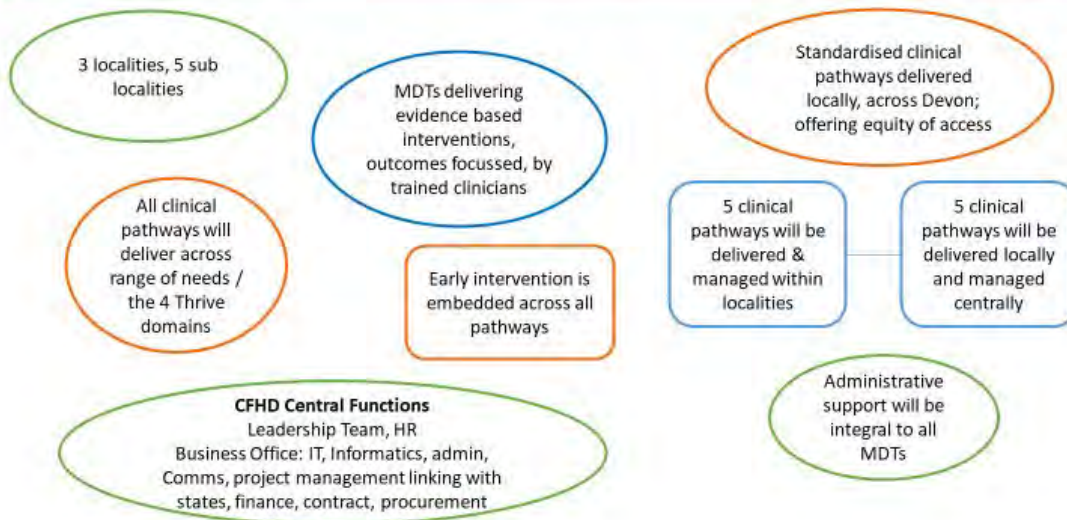 3 localities, 5 sub
localities
MDTs delivering
evidence based
interventions,
outcomes focussed, by
trained clinicians
Standardised clinical
pathways delivered
locally, across Devon;
offering equity of access
All clinical
pathways will
deliver across
range of needs /
the 4 Thrive
domains
Early intervention is
embedded across all
pathways
5 clinical
pathways will be
delivered &
managed within
localities
5 clinical
pathways will be
delivered locally
and managed
centrally
CFHD Central Functions
Leadership Team, HR
Business Office: IT, Informatics, admin,
Comms, project management linking with
states, finance, contract, procurement
Administrative
support will be
integral to all
MDTs